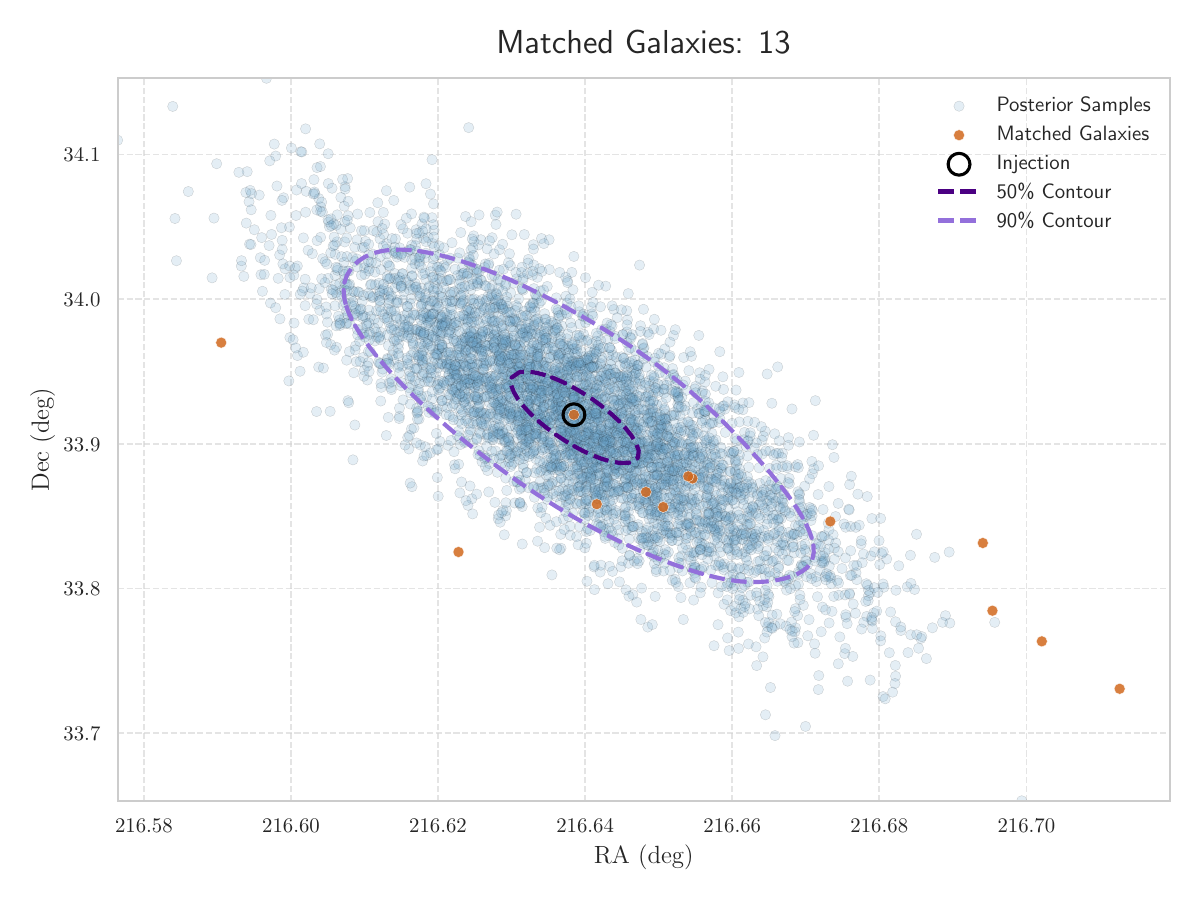 Matched Galaxies: 13
Posterior Samples
Matched Galaxies
Injection
50% Contour
90% Contour
34.1
34.0
33.9
33.8
33.7
Dec (deg)
216.58 216.60 216.62 216.64 216.66 216.68 216.70
RA (deg)